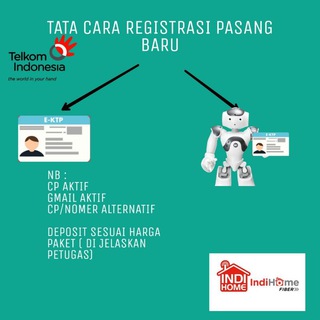 TATA CARA REGISTRASI PASANG
BARU
Telkom
Indonesia
the world in your hand
E-KTP
E-KTP
NB :
CP AKTIF
GMAIL AKTIF
CP/NOMER ALTERNATIF
DEPOSIT SESUAI HARGA
PAKET ( DI JELASKAN
PETUGAS)
INDI
HOME
IndiHome
FIBER